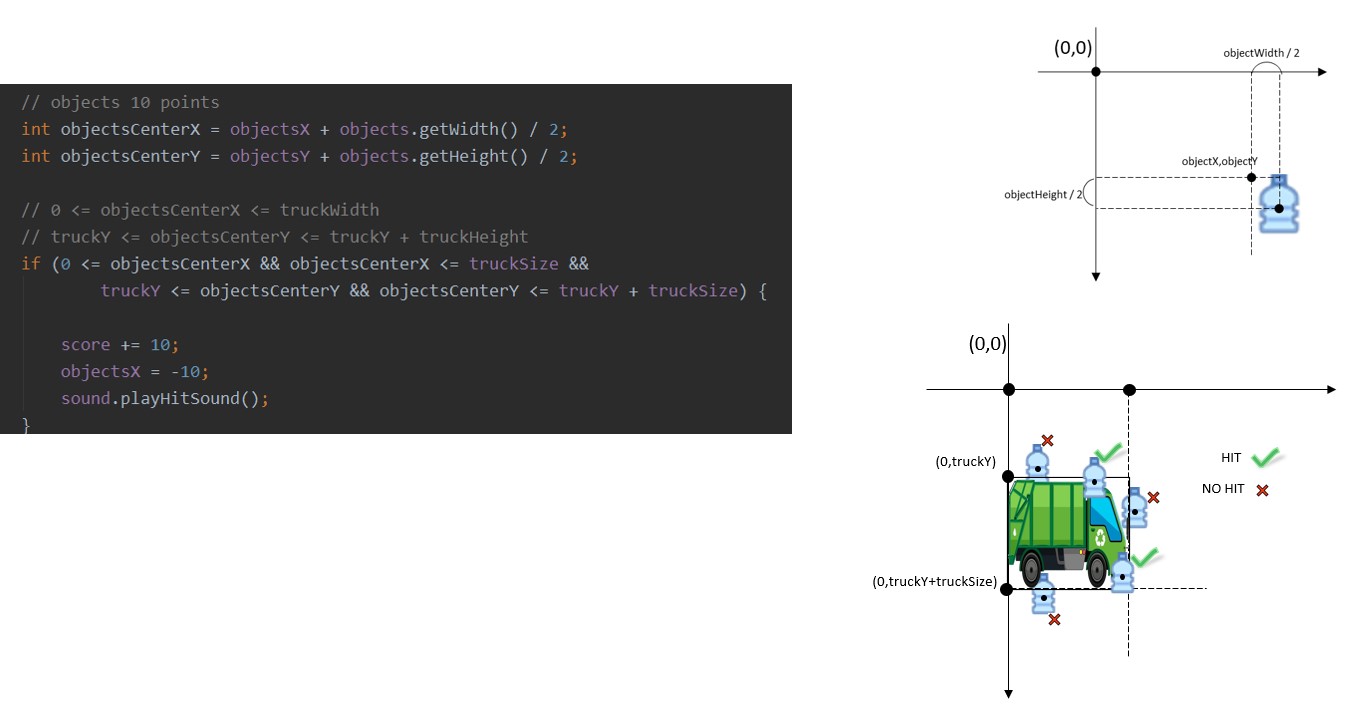 // objects 10 points
int objectsCenterX = objectsX + objects.getWidth() / 2;
int objectsCenterY = objectsY + objects.getHeight() / 2;
// 0 <= objectsCenterX <= truckWidth
// truckY <= objectsCenterY <= truckY + truckHeight
if (0 <= objectsCenterX && objectsCenterX <= truckSize &&
truckY <= objectsCenterY && objectsCenterY <= truckY + truckSize) {
score += 10;
objectsX = -10;
sound.playHitSound();
}
(0,0)
objectWidth / 2
objectX,objectY
objectHeight / 2
(0,0)
(0,truckY)
HIT
NO HIT
(0,truckY+truckSize)